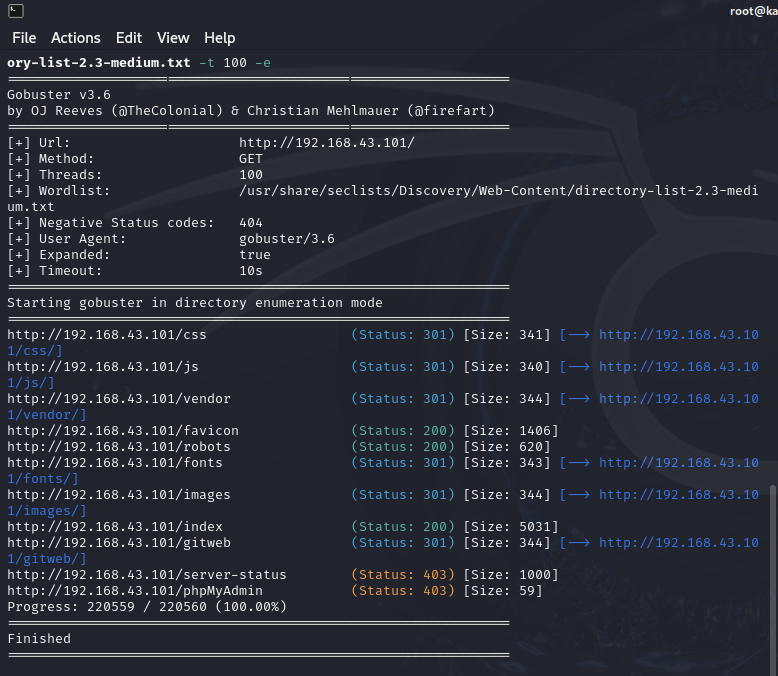 root@ka
File Actions Edit View Help
ory-list-2.3-medium.txt -t 100 -e
===============================================================
Gobuster v3.6
by OJ Reeves (@TheColonial) & Christian Mehlmauer (@firefart)
===============================================================
[+] Url: http://192.168.43.101/
[+] Method: GET
[+] Threads: 100
[+] Wordlist: /usr/share/seclists/Discovery/Web-Content/directory-list-2.3-medi
um.txt
[+] Negative Status codes: 404
[+] User Agent: gobuster/3.6
[+] Expanded: true
[+] Timeout: 10s
===============================================================
Starting gobuster in directory enumeration mode
===============================================================
http://192.168.43.101/css (Status: 301) [Size: 341] [--> http://192.168.43.10
1/css/]
http://192.168.43.101/js (Status: 301) [Size: 340] [--> http://192.168.43.10
1/js/]
http://192.168.43.101/vendor (Status: 301) [Size: 344] [--> http://192.168.43.10
1/vendor/]
http://192.168.43.101/favicon (Status: 200) [Size: 1406]
http://192.168.43.101/robots (Status: 200) [Size: 620]
http://192.168.43.101/fonts (Status: 301) [Size: 343] [--> http://192.168.43.10
1/fonts/]
http://192.168.43.101/images (Status: 301) [Size: 344] [--> http://192.168.43.10
1/images/]
http://192.168.43.101/index (Status: 200) [Size: 5031]
http://192.168.43.101/gitweb (Status: 301) [Size: 344] [--> http://192.168.43.10
1/gitweb/]
http://192.168.43.101/server-status (Status: 403) [Size: 1000]
http://192.168.43.101/phpMyAdmin (Status: 403) [Size: 59]
Progress: 220559 / 220560 (100.00%)
===============================================================
Finished
===============================================================